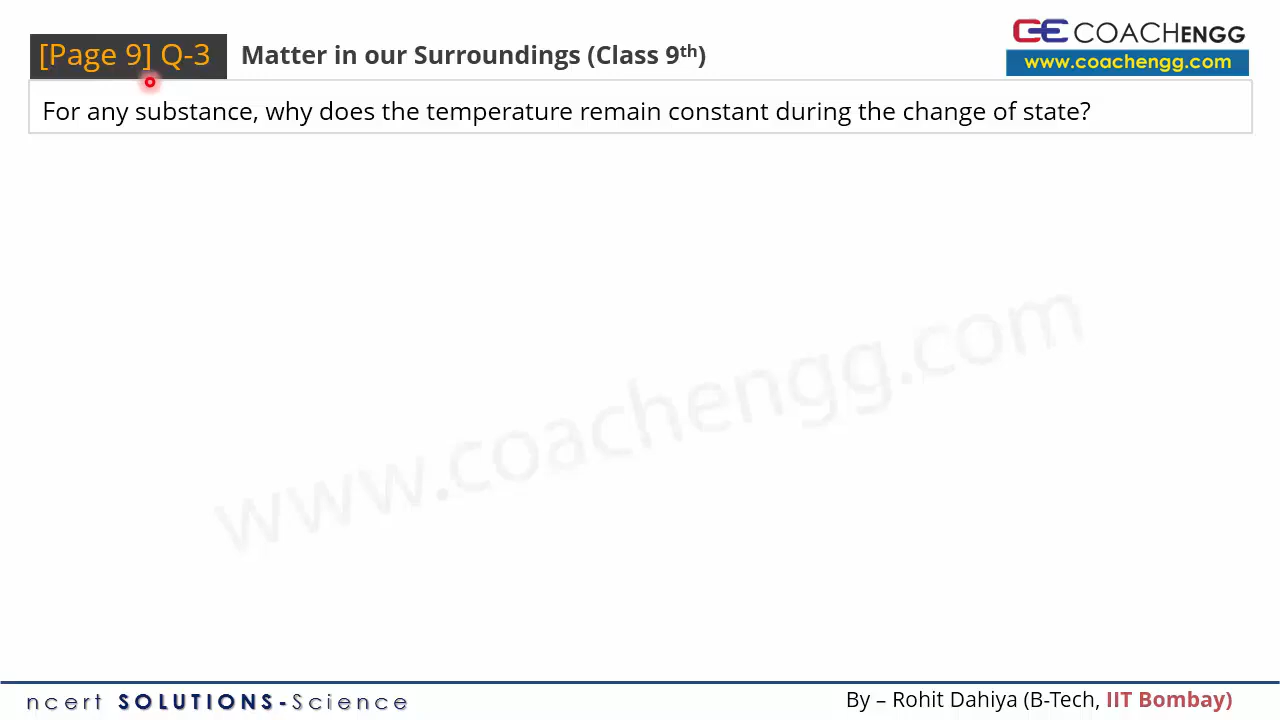 [Page 9] Q-3 Matter in our Surroundings (Class 9th)
GE COACHENGG
www.coachengg.com
For any substance, why does the temperature remain constant during the change of state?
www.coachengg.com
ncert SOLUTIONS-Science
By – Rohit Dahiya (B-Tech, IIT Bombay)